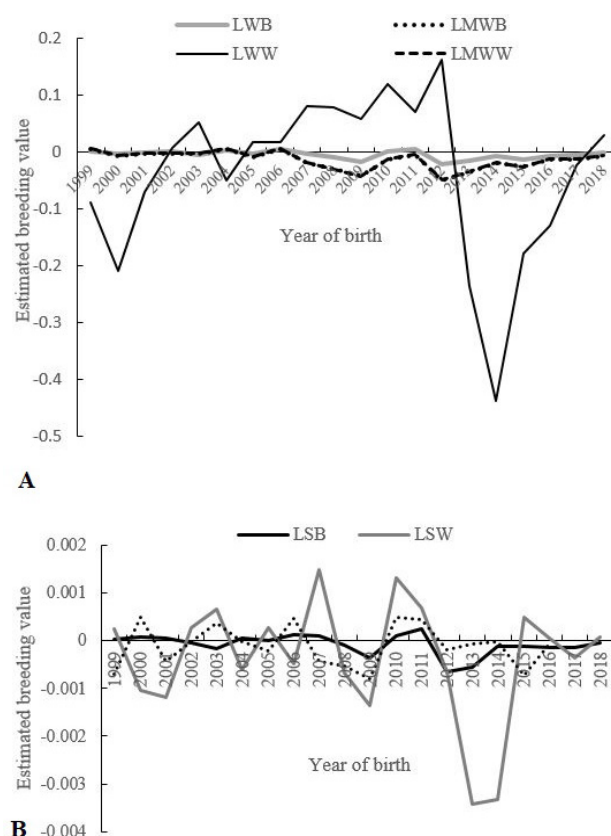 LWB LMWB
LWW LMWW
0.2
0.1
0
-0.1
-0.2
-0.3
-0.4
-0.5
Estimated breeding value
1999 2000 2001 2002 2003 2004 2005 2006 2007 2008 2009 2010 2011 2012 2013 2014 2015 2016 2017 2018
Year of birth
A
LSB LSW
0.002
0.001
0
-0.001
-0.002
-0.003
-0.004
Estimated breeding value
1999 2000 2001 2002 2003 2004 2005 2006 2007 2008 2009 2010 2011 2012 2013 2014 2015 2016 2017 2018
Year of birth
B